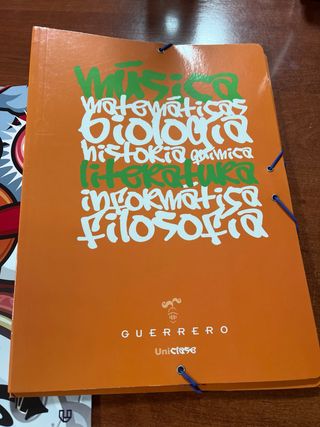 música
matemáticas
biología
historia química
literatura
informática
filosofía
GUERRERO
Uniclase